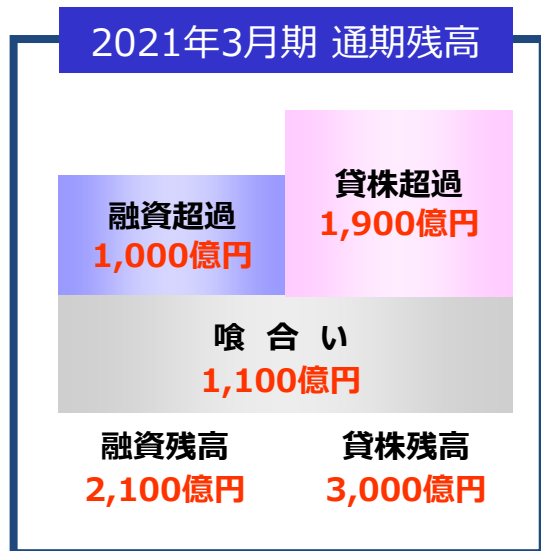 2021年3月期 通期残高
融資超過
1,000億円
貸株超過
1,900億円
喰 合 い
1,100億円
融資残高
2,100億円
貸株残高
3,000億円